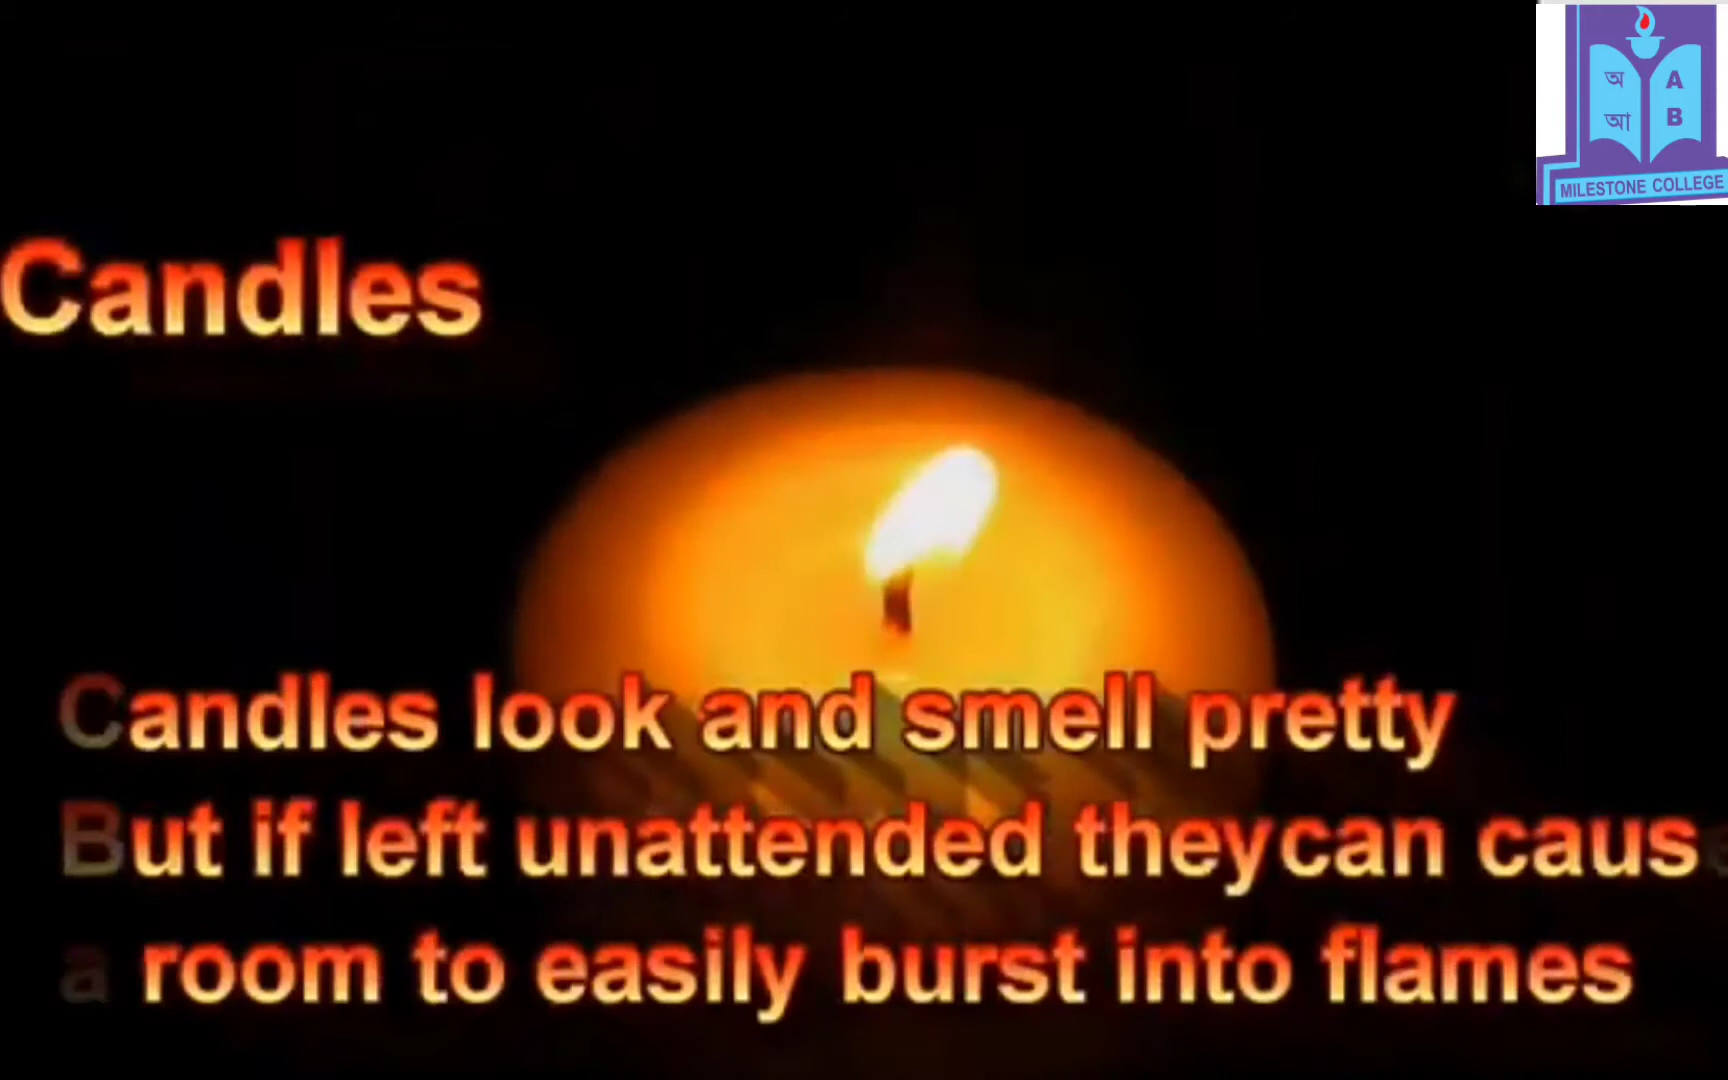 অ A
আ B
MILESTONE COLLEGE
Candles
Candles look and smell pretty
But if left unattended theycan cause
a room to easily burst into flames